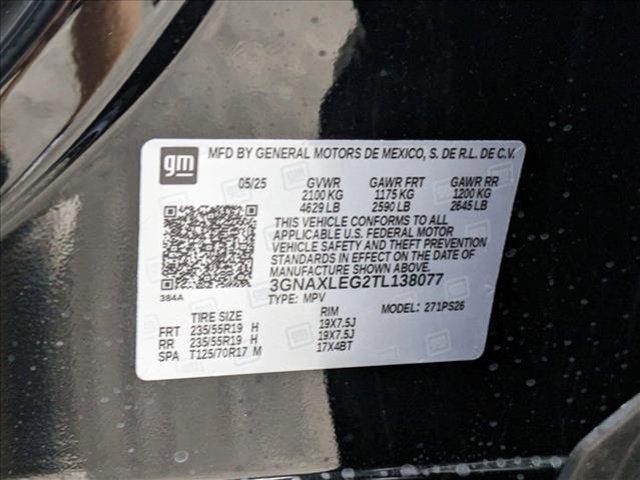 gm MFD BY GENERAL MOTORS DE MEXICO, S. DE R.L. DE C.V.
05/25 GVWR GAWR FRT GAWR RR
2100 KG 1175 KG 1200 KG
4629 LB 2590 LB 2645 LB
THIS VEHICLE CONFORMS TO ALL
APPLICABLE U.S. FEDERAL MOTOR
VEHICLE SAFETY AND THEFT PREVENTION
STANDARDS IN EFFECT ON THE DATE OF
MANUFACTURE SHOWN ABOVE.
3GNAXLEG2TL138077
384A TYPE: MPV MODEL: 271PS26
TIRE SIZE RIM
FRT 235/55R19 H 19X7.5J
RR 235/55R19 H 19X7.5J
SPA T125/70R17 M 17X4BT